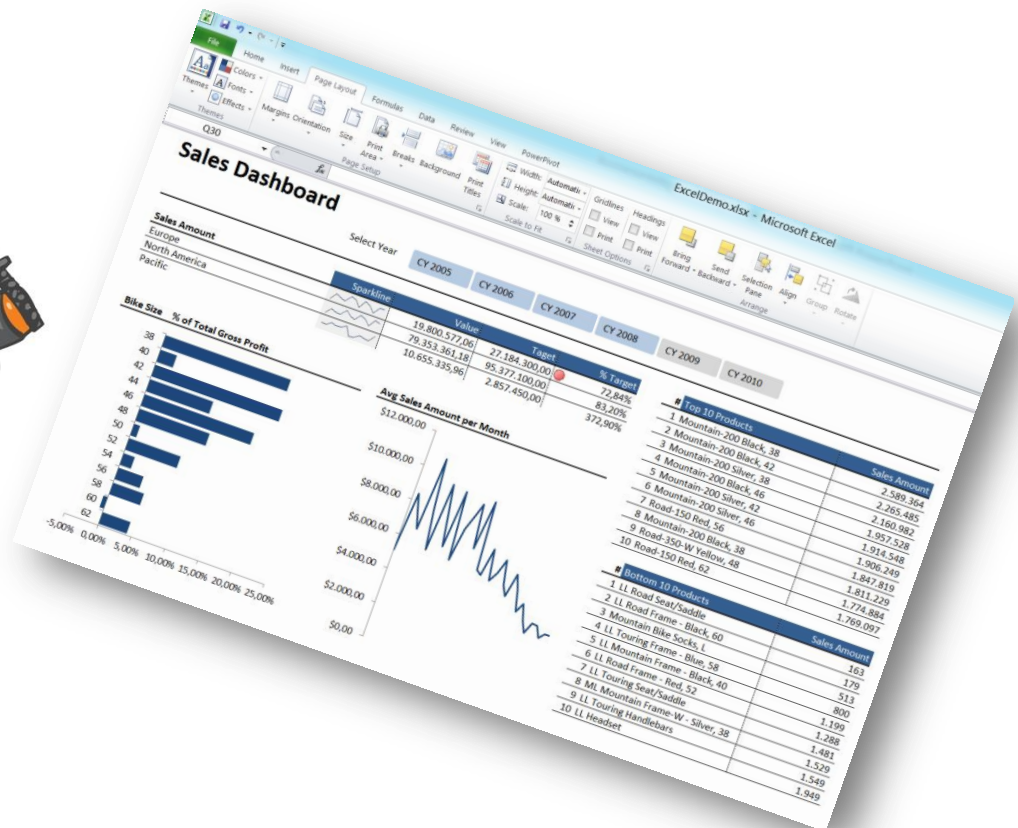 File Home Insert Page Layout Formulas Data Review View PowerPivot
ExcelDemo.xlsx - Microsoft Excel
Aa
Themes
Colors
Fonts
Effects
Themes
Margins Orientation Size Print Area Breaks Background Print Titles
Page Setup
Width: Automatic
Height: Automatic
Scale: 100 %
Scale to Fit
Gridlines Headings
View View
Print Print
Sheet Options
Bring Forward Send Backward Selection Pane Align Group Rotate
Arrange
Q30
fx
Sales Dashboard
Select Year CY 2005 CY 2006 CY 2007 CY 2008 CY 2009 CY 2010
Sales Amount Sparkline Value Taget % Target
Europe 19.800.577,06 27.184.300,00 72,84%
North America 79.353.361,18 95.377.100,00 83,20%
Pacific 10.655.335,96 2.857.450,00 372,90%
Bike Size % of Total Gross Profit
38
40
42
44
46
48
50
52
54
56
58
60
62
-5,00% 0,00% 5,00% 10,00% 15,00% 20,00% 25,00%
Avg Sales Amount per Month
$12.000,00
$10.000,00
$8.000,00
$6.000,00
$4.000,00
$2.000,00
$0,00
# Top 10 Products Sales Amount
1 Mountain-200 Black, 38 2.589.364
2 Mountain-200 Black, 42 2.265.485
3 Mountain-200 Silver, 38 2.160.982
4 Mountain-200 Black, 46 1.957.528
5 Mountain-200 Silver, 42 1.914.548
6 Mountain-200 Silver, 46 1.906.249
7 Road-150 Red, 56 1.847.819
8 Mountain-200 Black, 38 1.811.229
9 Road-350-W Yellow, 48 1.774.884
10 Road-150 Red, 62 1.769.097
# Bottom 10 Products Sales Amount
1 LL Road Seat/Saddle 163
2 LL Road Frame - Black, 60 179
3 Mountain Bike Socks, L 513
4 LL Touring Frame - Blue, 58 800
5 LL Mountain Frame - Black, 40 1.199
6 LL Road Frame - Red, 52 1.288
7 LL Touring Seat/Saddle 1.481
8 ML Mountain Frame-W - Silver, 38 1.529
9 LL Touring Handlebars 1.549
10 LL Headset 1.949